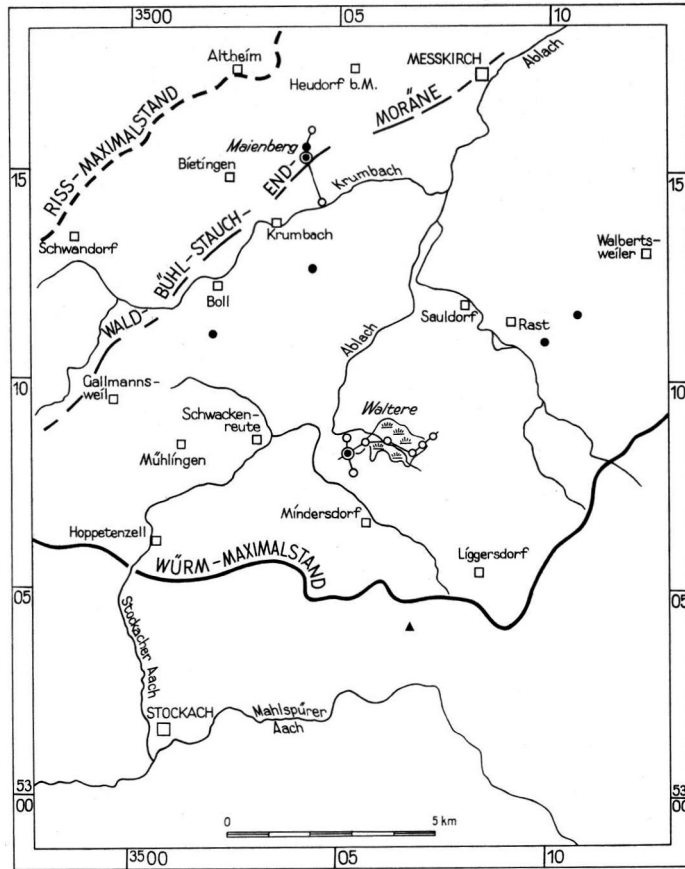 3500
05
10
Altheim
Heudorf b.M.
MESSKIRCH
Ablach
RISS-MAXIMALSTAND
MORÄNE
Maienberg
END-
15
Bietingen
Krumbach
15
Schwandorf
BÜHL-STAUCH-
Krumbach
Walberts-
weiler
Boll
WALD-
Sauldorf
Rast
Ablach
10
Gallmanns-
weil
Schwacken-
reute
Waltere
10
Mühlingen
Hoppetenzell
Mindersdorf
WÜRM-MAXIMALSTAND
Liggersdorf
05
05
Stockacher
Aach
STOCKACH
Mahlspürer
Aach
53
00
53
00
0
5 km
3500
05
10